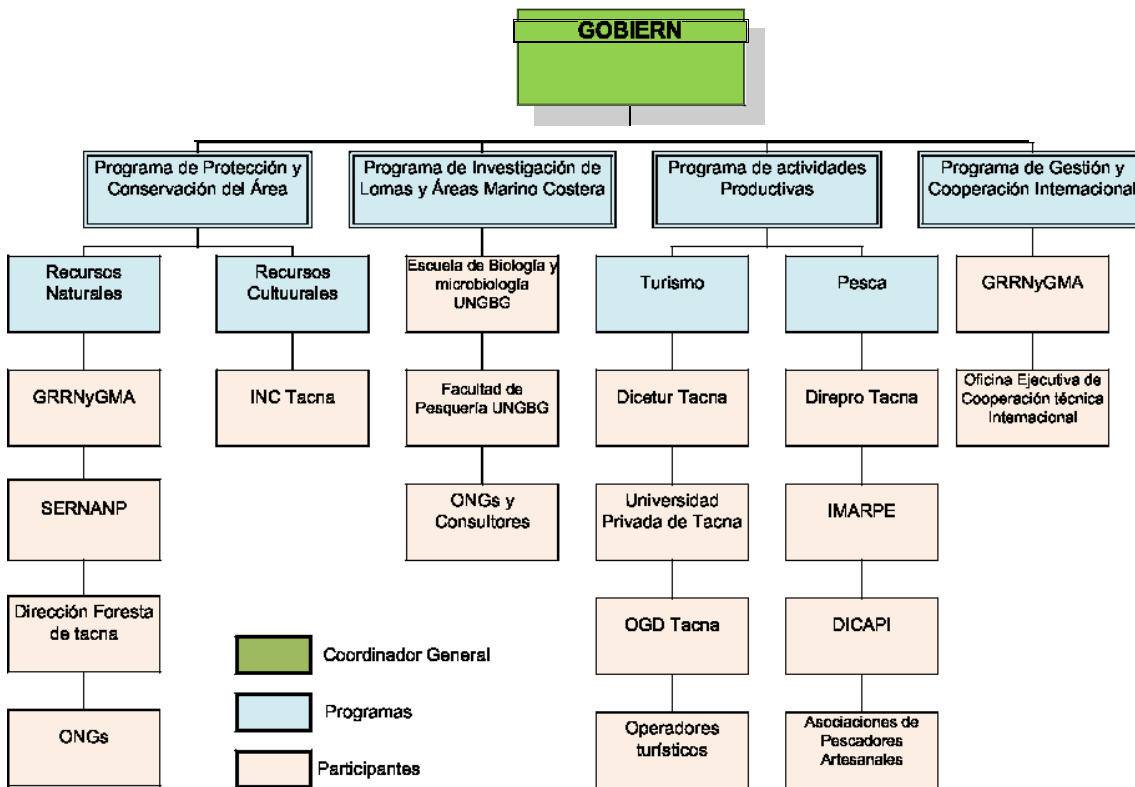 GOBIERN
Programa de Protección y
Conservación del Área
Programa de Investigación de
Lomas y Áreas Marino Costera
Programa de actividades
Productivas
Programa de Gestión y
Cooperación Internacional
Recursos
Naturales
Recursos
Cultuurales
Escuela de Biología y
microbiología
UNGBG
Turismo
Pesca
GRRNyGMA
GRRNyGMA
INC Tacna
Facultad de
Pesquería UNGBG
Dicetur Tacna
Direpro Tacna
Oficina Ejecutiva de
Cooperación técnica
Internacional
SERNANP
ONGs y
Consultores
Universidad
Privada de Tacna
IMARPE
Dirección Foresta
de tacna
OGD Tacna
DICAPI
ONGs
Operadores
turísticos
Asociaciones de
Pescadores
Artesanales
Coordinador General
Programas
Participantes